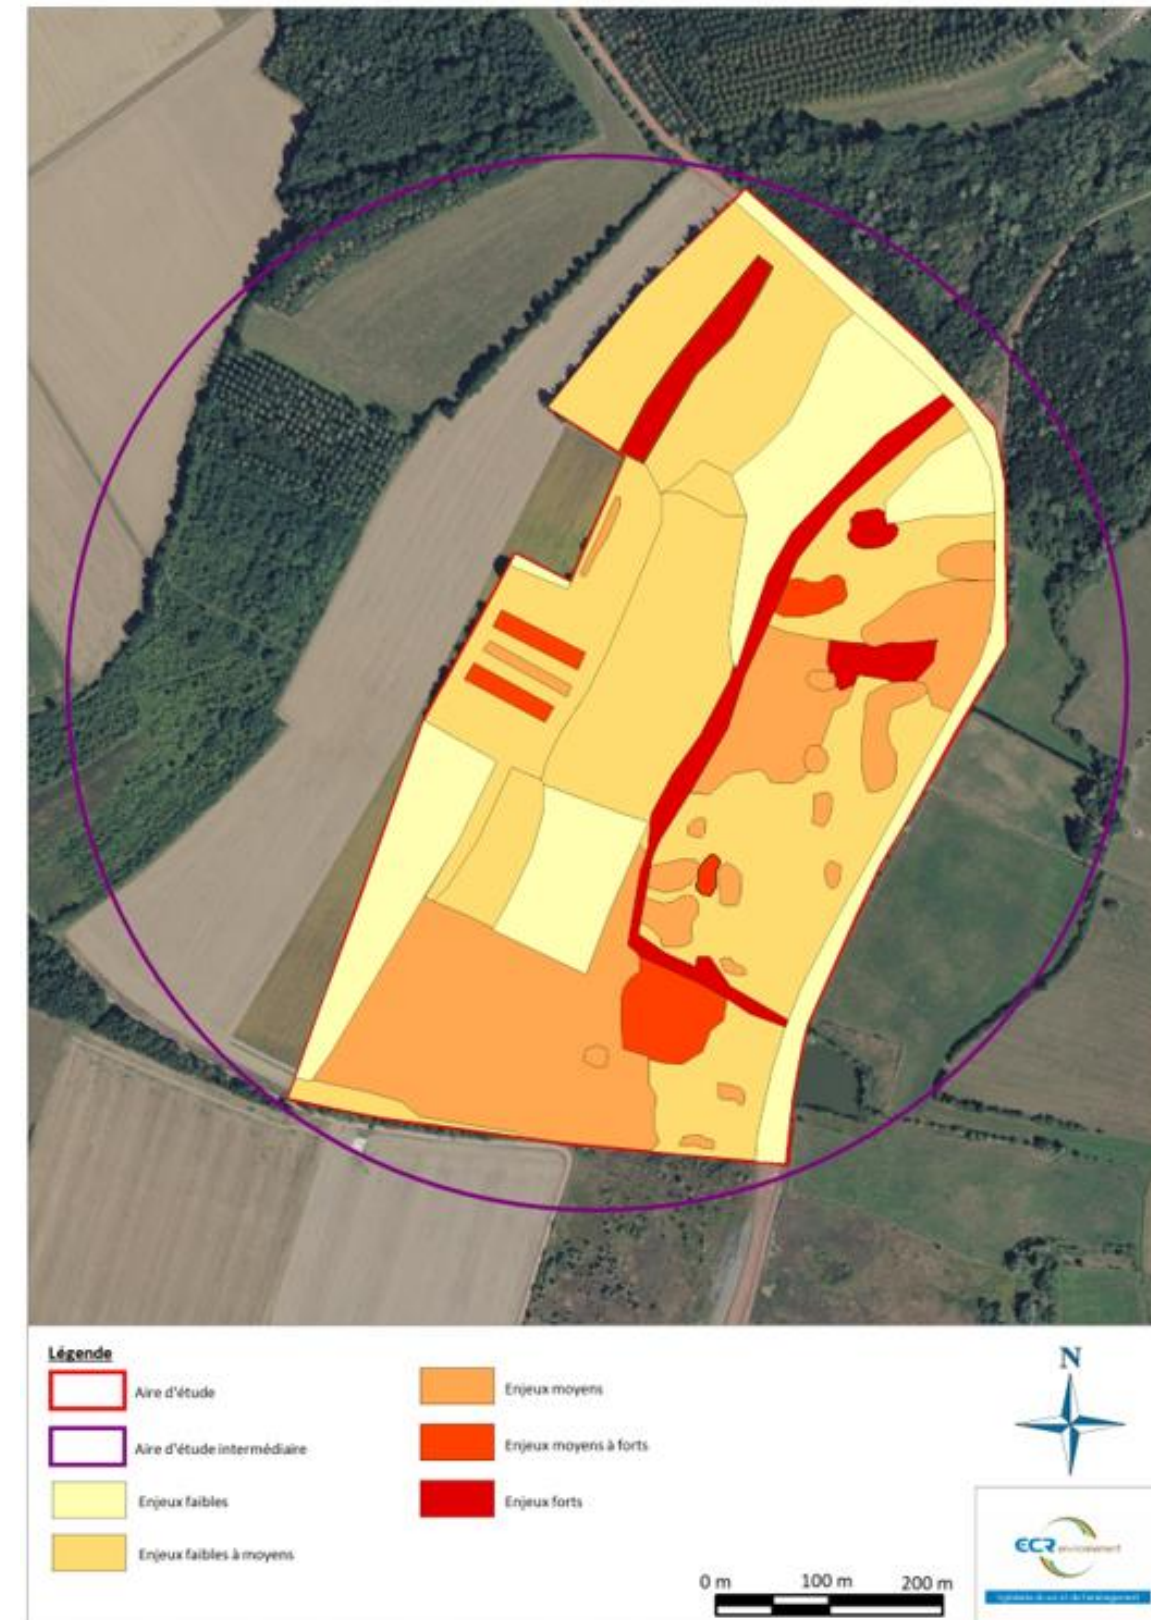 Légende
Aire d'étude
Aire d'étude intermédiaire
Enjeux faibles
Enjeux faibles à moyens
Enjeux moyens
Enjeux moyens à forts
Enjeux forts
N
0 m 100 m 200 m
ECR environnement